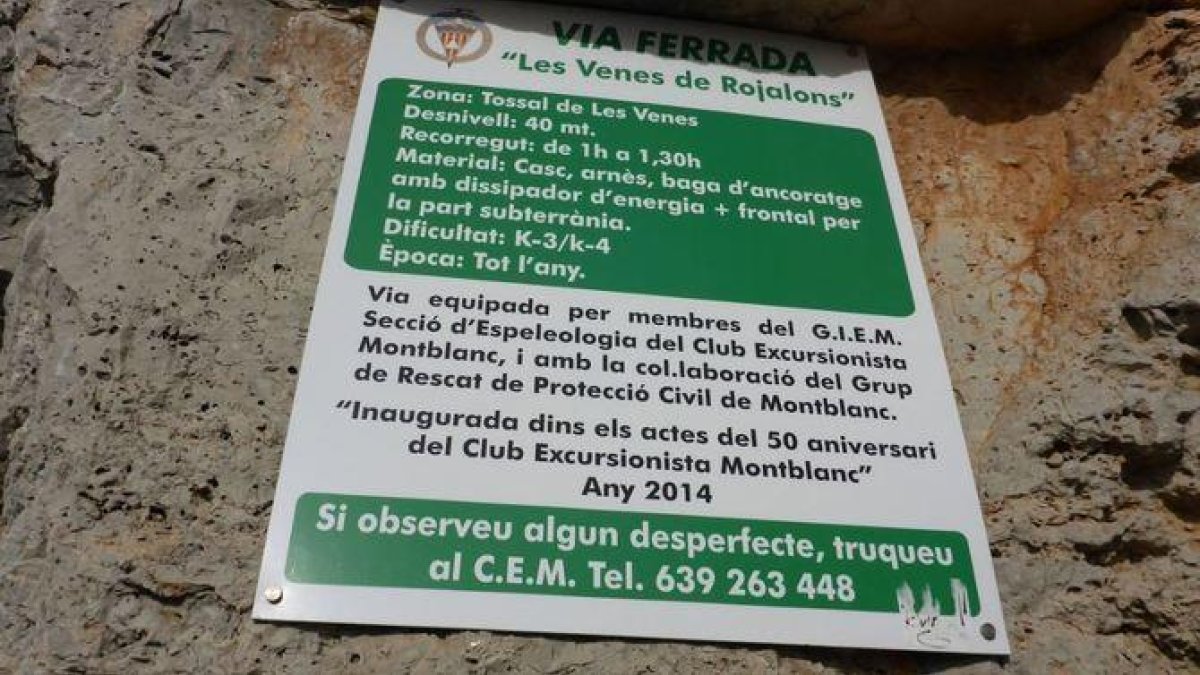 VIA FERRADA
“Les Venes de Rojalons”
Zona: Tossal de Les Venes
Desnivell: 40 mt.
Recorregut: de 1h a 1,30h
Material: Casc, arnès, baga d’ancoratge
amb dissipador d’energia + frontal per
la part subterrània.
Dificultat: K-3/k-4
Època: Tot l’any.
Via equipada per membres del G.I.E.M.
Secció d’Espeleologia del Club Excursionista
Montblanc, i amb la col.laboració del Grup
de Rescat de Protecció Civil de Montblanc.
“Inaugurada dins els actes del 50 aniversari
del Club Excursionista Montblanc”
Any 2014
Si observeu algun desperfecte, truqueu
al C.E.M. Tel. 639 263 448